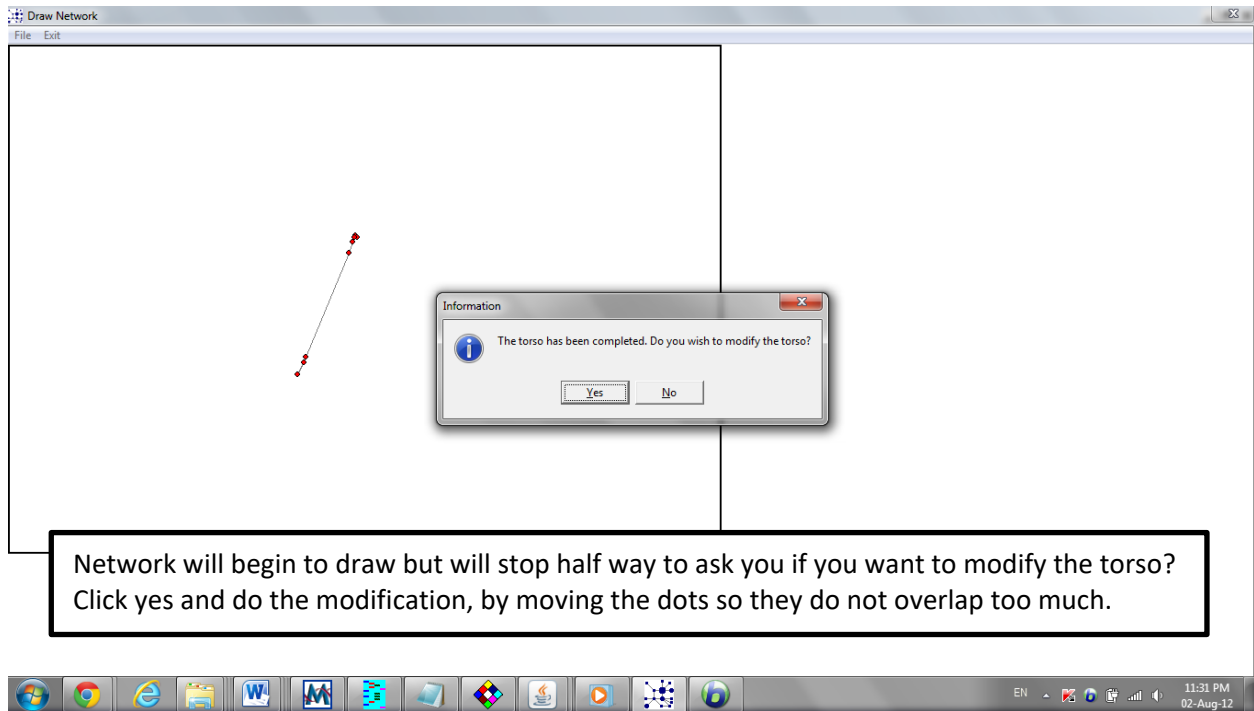 Draw Network
File Exit
Information
The torso has been completed. Do you wish to modify the torso?
Yes No
Network will begin to draw but will stop half way to ask you if you want to modify the torso?
Click yes and do the modification, by moving the dots so they do not overlap too much.
EN 11:31 PM
02-Aug-12